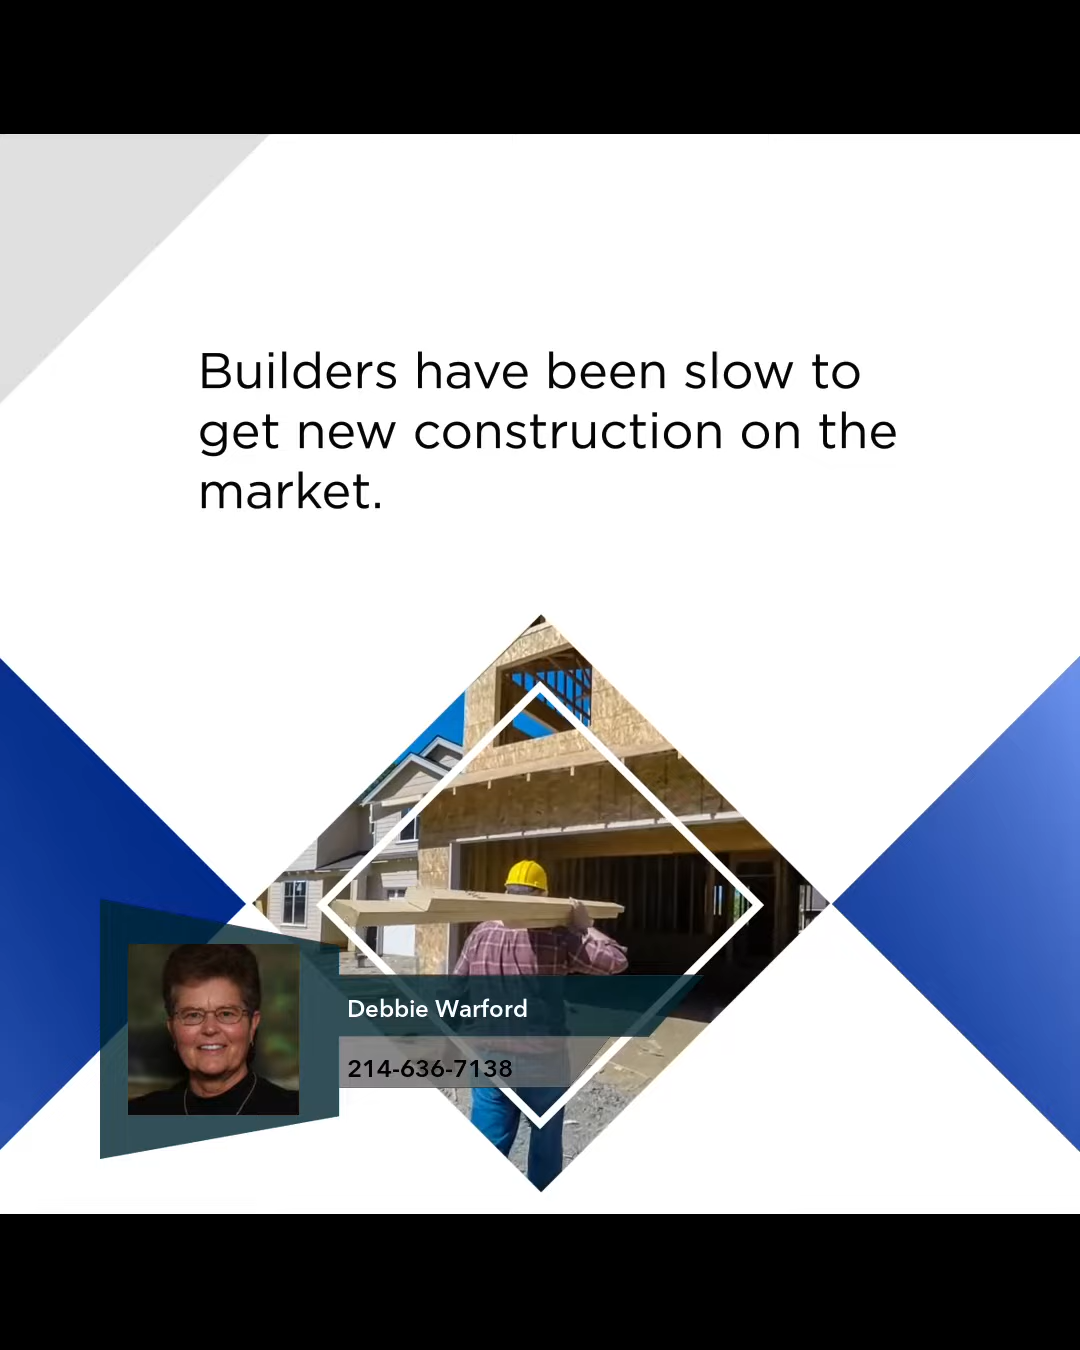 Builders have been slow to
get new construction on the
market.
Debbie Warford
214-636-7138